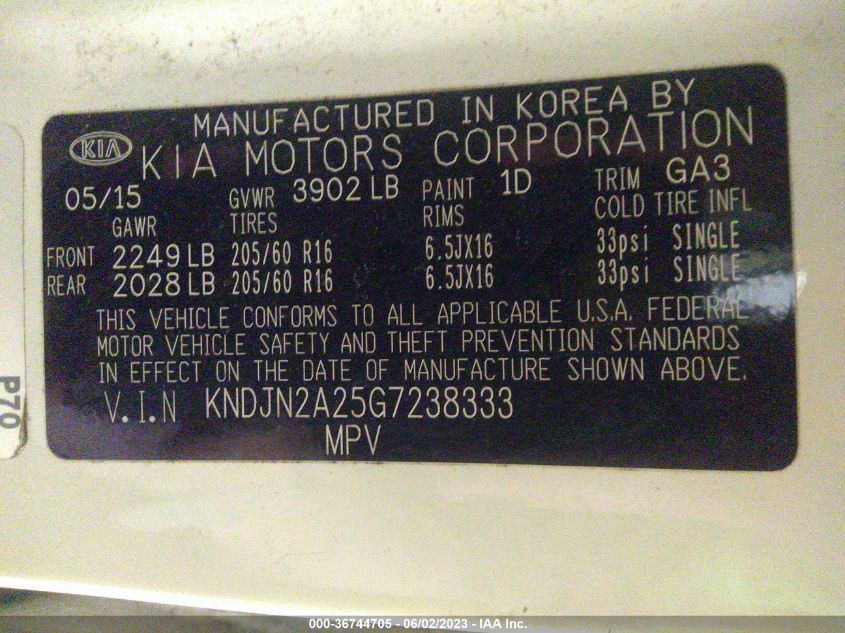 MANUFACTURED IN KOREA BY
KIA KIA MOTORS CORPORATION
05/15 GVWR 3902 LB PAINT 1D TRIM GA3
GAWR TIRES RIMS COLD TIRE INFL
FRONT 2249 LB 205/60 R16 6.5JX16 33psi SINGLE
REAR 2028 LB 205/60 R16 6.5JX16 33psi SINGLE
THIS VEHICLE CONFORMS TO ALL APPLICABLE U.S.A. FEDERAL
MOTOR VEHICLE SAFETY AND THEFT PREVENTION STANDARDS
IN EFFECT ON THE DATE OF MANUFACTURE SHOWN ABOVE.
V.I.N KNDJN2A25G7238333
MPV
P70
000-36744705 - 06/02/2023 - IAA Inc.